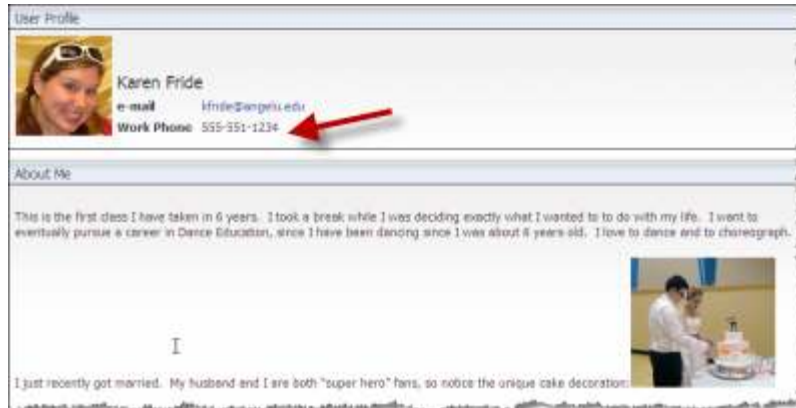 User Profile
Karen Fride
e-mail kfride@angelu.edu
Work Phone 555-551-1234
About Me
This is the first class I have taken in 6 years. I took a break while I was deciding exactly what I wanted to to do with my life. I want to
eventually pursue a career in Dance Education, since I have been dancing since I was about 6 years old. I love to dance and to choreograph.
I just recently got married. My husband and I are both "super hero" fans, so notice the unique cake decoration: